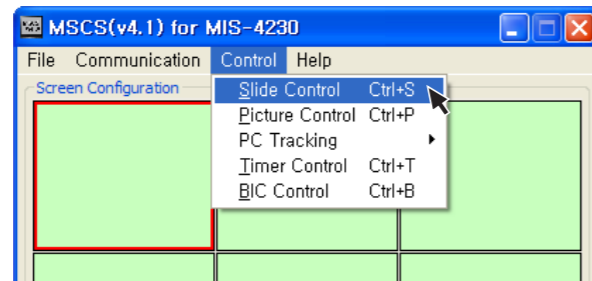 MSCS(v4.1) for MIS-4230
File Communication Control Help
Screen Configuration
Slide Control Ctrl+S
Picture Control Ctrl+P
PC Tracking
Timer Control Ctrl+T
BIC Control Ctrl+B